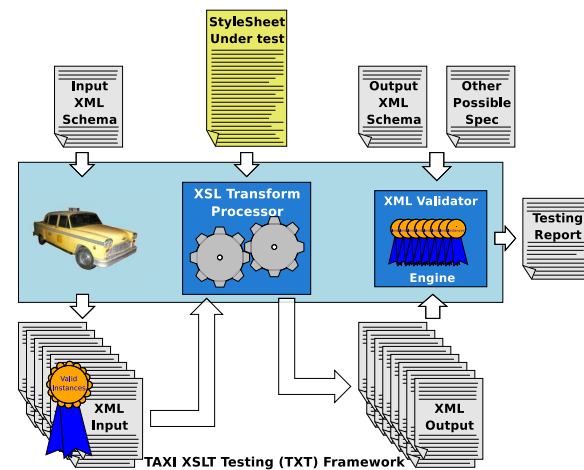 StyleSheet
Under test
Input
XML
Schema
Output
XML
Schema
Other
Possible
Spec
XSL Transform
Processor
XML Validator
Engine
Testing
Report
Valid
Instances
XML
Input
XML
Output
TAXI XSLT Testing (TXT) Framework